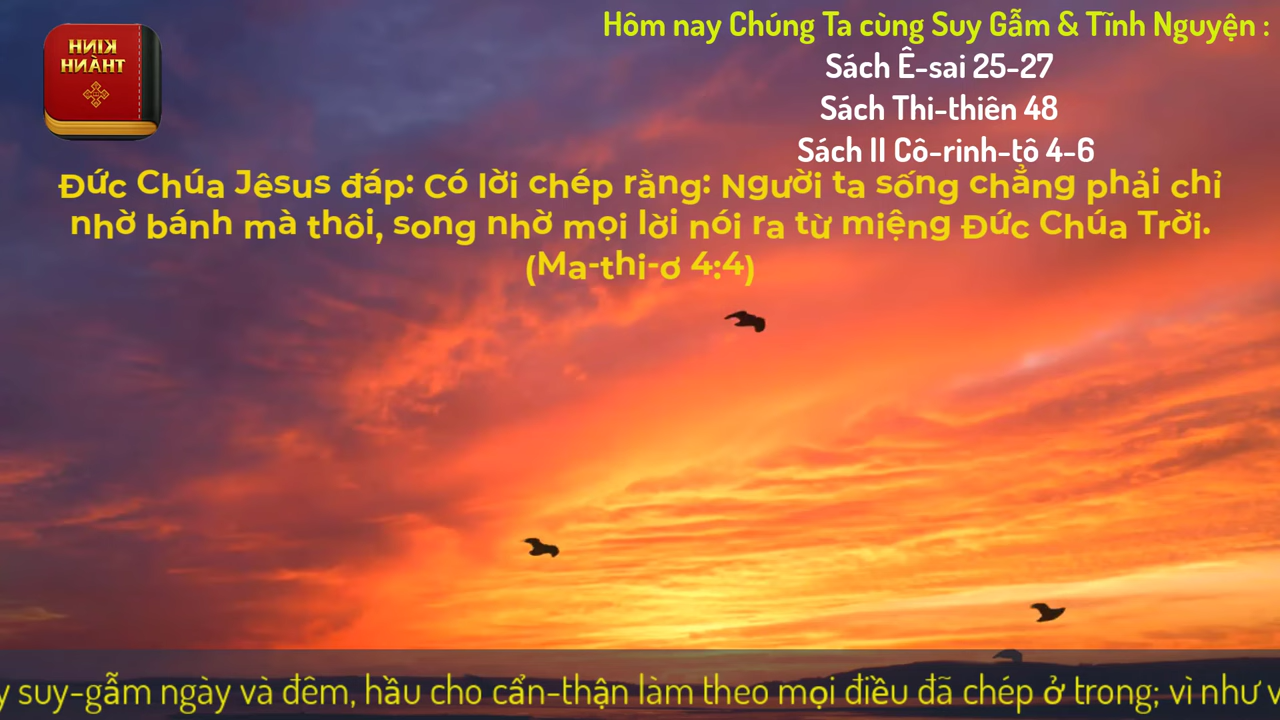 KINH
THÁNH
Hôm nay Chúng Ta cùng Suy Gẫm & Tĩnh Nguyện :
Sách Ê-sai 25-27
Sách Thi-thiên 48
Sách II Cô-rinh-tô 4-6
Đức Chúa Jêsus đáp: Có lời chép rằng: Người ta sống chẳng phải chỉ
nhờ bánh mà thôi, song nhờ mọi lời nói ra từ miệng Đức Chúa Trời.
(Ma-thi-ơ 4:4)
y suy-gẫm ngày và đêm, hầu cho cẩn-thận làm theo mọi điều đã chép ở trong; vì như v